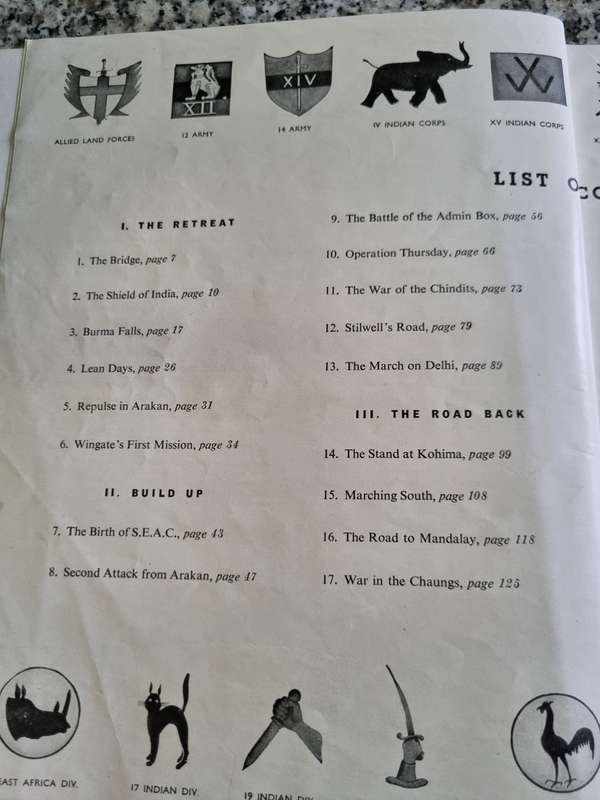 XII
XIV
ALLIED LAND FORCES
12 ARMY
14 ARMY
IV INDIAN CORPS
XV INDIAN CORPS
LIST
I. THE RETREAT
1. The Bridge, page 7
2. The Shield of India, page 10
3. Burma Falls, page 17
4. Lean Days, page 26
5. Repulse in Arakan, page 31
6. Wingate's First Mission, page 34
II. BUILD UP
7. The Birth of S.E.A.C., page 43
8. Second Attack from Arakan, page 47
9. The Battle of the Admin Box, page 56
10. Operation Thursday, page 66
11. The War of the Chindits, page 73
12. Stilwell's Road, page 79
13. The March on Delhi, page 89
III. THE ROAD BACK
14. The Stand at Kohima, page 99
15. Marching South, page 108
16. The Road to Mandalay, page 118
17. War in the Chaungs, page 125
EAST AFRICA DIV.
17 INDIAN DIV.
19 INDIAN DIV.